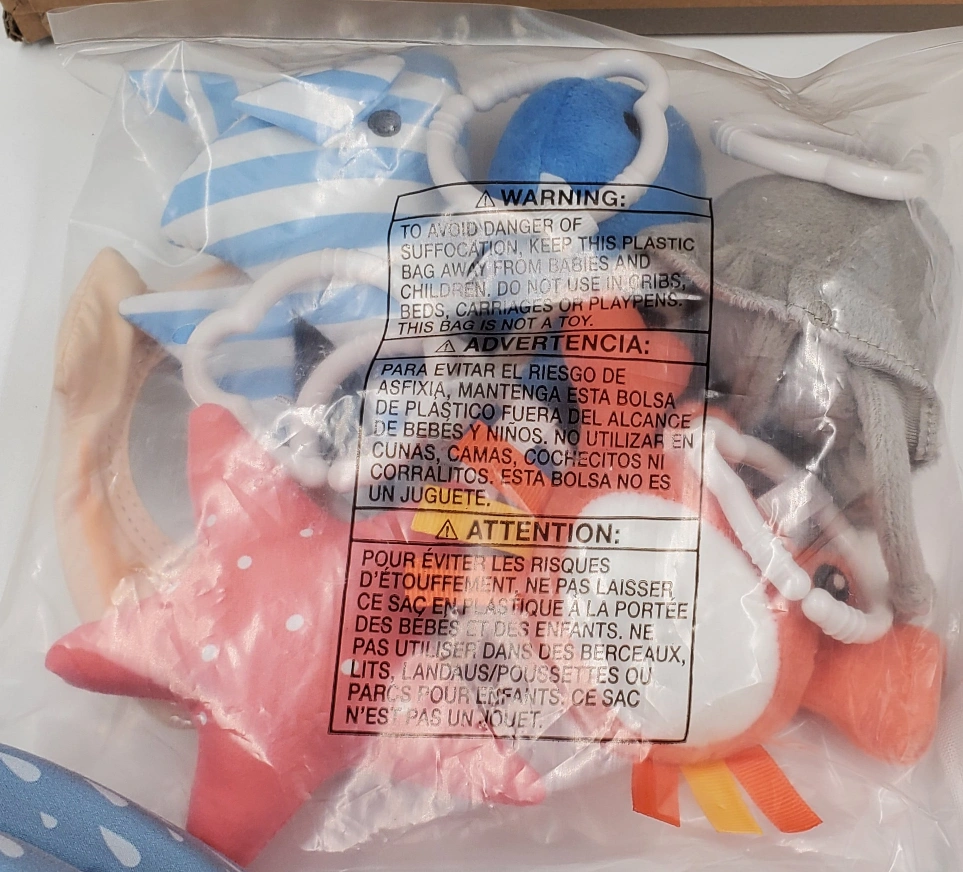 ⚠ WARNING:
TO AVOID DANGER OF
SUFFOCATION, KEEP THIS PLASTIC
BAG AWAY FROM BABIES AND
CHILDREN. DO NOT USE IN CRIBS,
BEDS, CARRIAGES OR PLAYPENS.
THIS BAG IS NOT A TOY.
⚠ ADVERTENCIA:
PARA EVITAR EL RIESGO DE
ASFIXIA, MANTENGA ESTA BOLSA
DE PLASTICO FUERA DEL ALCANCE
DE BEBÉS Y NIÑOS. NO UTILIZAR EN
CUNAS, CAMAS, COCHECITOS NI
CORRALITOS. ESTA BOLSA NO ES
UN JUGUETE.
⚠ ATTENTION:
POUR ÉVITER LES RISQUES
D'ÉTOUFFEMENT, NE PAS LAISSER
CE SAC EN PLASTIQUE À LA PORTÉE
DES BÉBÉS ET DES ENFANTS. NE
PAS UTILISER DANS DES BERCEAUX,
LITS, LANDAUS/POUSSETTES OU
PARCS POUR ENFANTS. CE SAC
N'EST PAS UN JOUET.